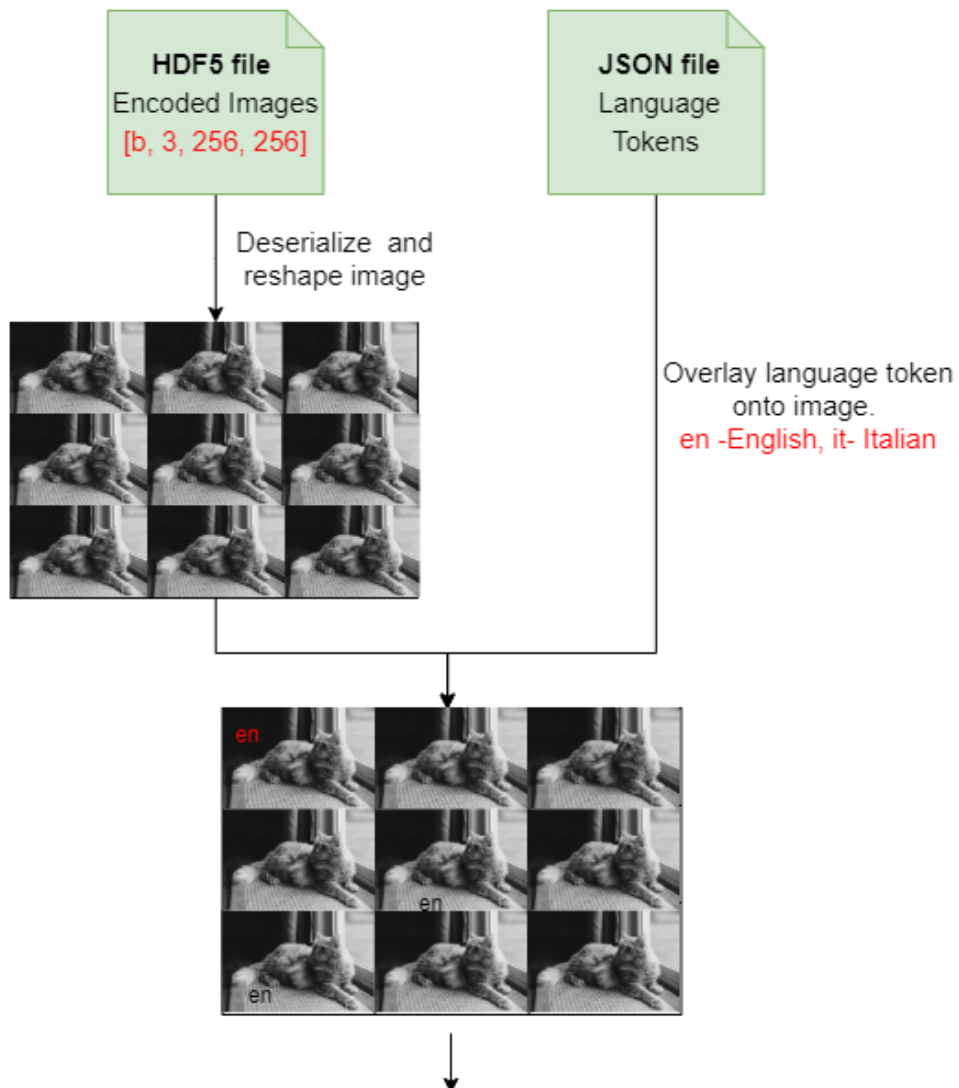 HDF5 file
Encoded Images
[b, 3, 256, 256]
JSON file
Language
Tokens
Deserialize and
reshape image
Overlay language token
onto image.
en -English, it- Italian
en
en
en